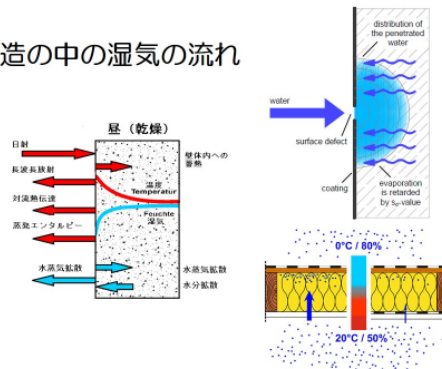 造の中の湿気の流れ
昼(乾燥)
日射
長波長放射
対流熱伝達
蒸発エンタルピー
水蒸気拡散
壁体内への
蓄熱
温度
Temperatur
Feuchte
湿気
水蒸気拡散
水分拡散
distribution of
the penetrated
water
water
surface defect
coating
evaporation
is retarded
by sd-value
0°C / 80%
20°C / 50%